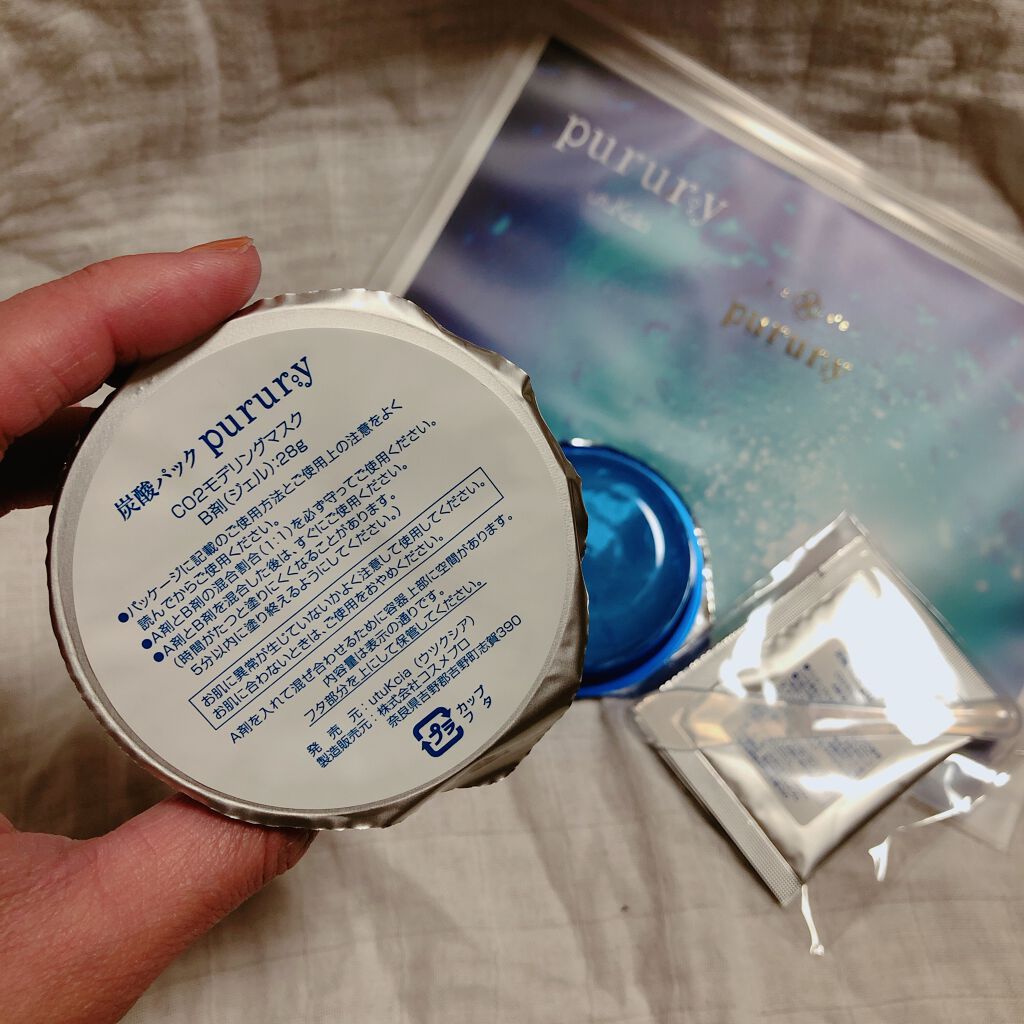 炭酸パック purury
CO2モデリングマスク
B剤(ジェル):28g
●パッケージに記載のご使用方法とご使用上の注意をよく
読んでからご使用ください。
●A剤とB剤の混合割合(1:1)を必ず守ってご使用ください。
●A剤とB剤を混合した後は、すぐにご使用ください。
(時間がたつと塗りにくくなることがあります。
5分以内に塗り終えるようにしてください。)
お肌に異常が生じていないかよく注意して使用してください。
お肌に合わないときは、ご使用をおやめください。
A剤を入れて混ぜ合わせるために容器上部に空間があります。
内容量は表示の通りです。
フタ部分を上にして保管してください。
発 売 元:utuKcia(ウツクシア)
製造販売元:株式会社コスメプロ
奈良県吉野郡吉野町志賀390
プラ
カップ
フタ
purury
purury